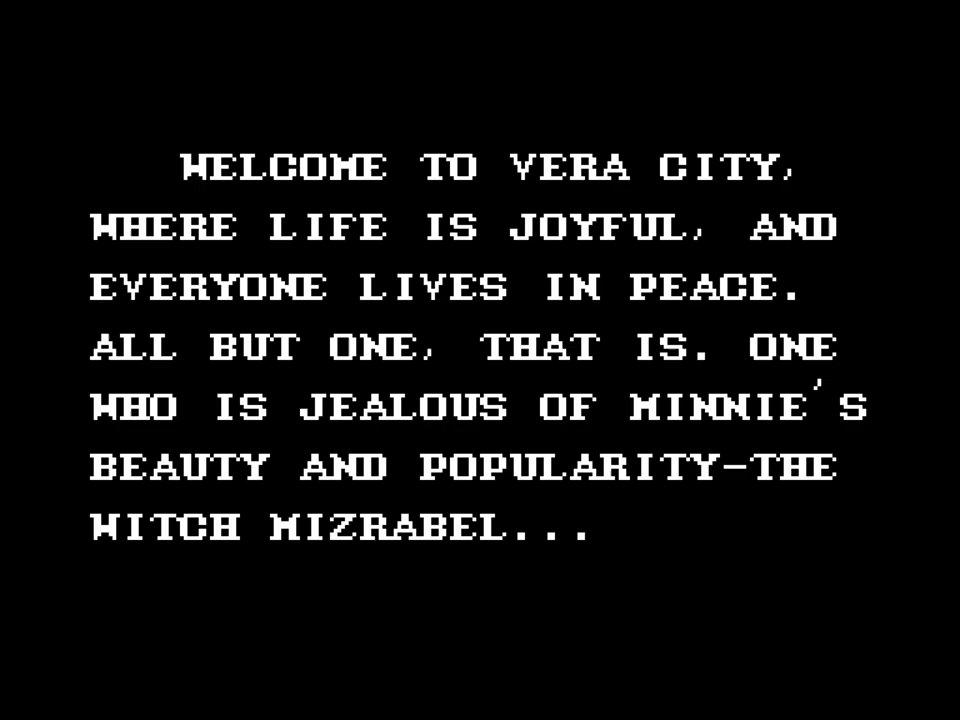 WELCOME TO VERA CITY,
WHERE LIFE IS JOYFUL, AND
EVERYONE LIVES IN PEACE.
ALL BUT ONE, THAT IS. ONE
WHO IS JEALOUS OF MINNIE'S
BEAUTY AND POPULARITY-THE
WITCH MIZRABEL...